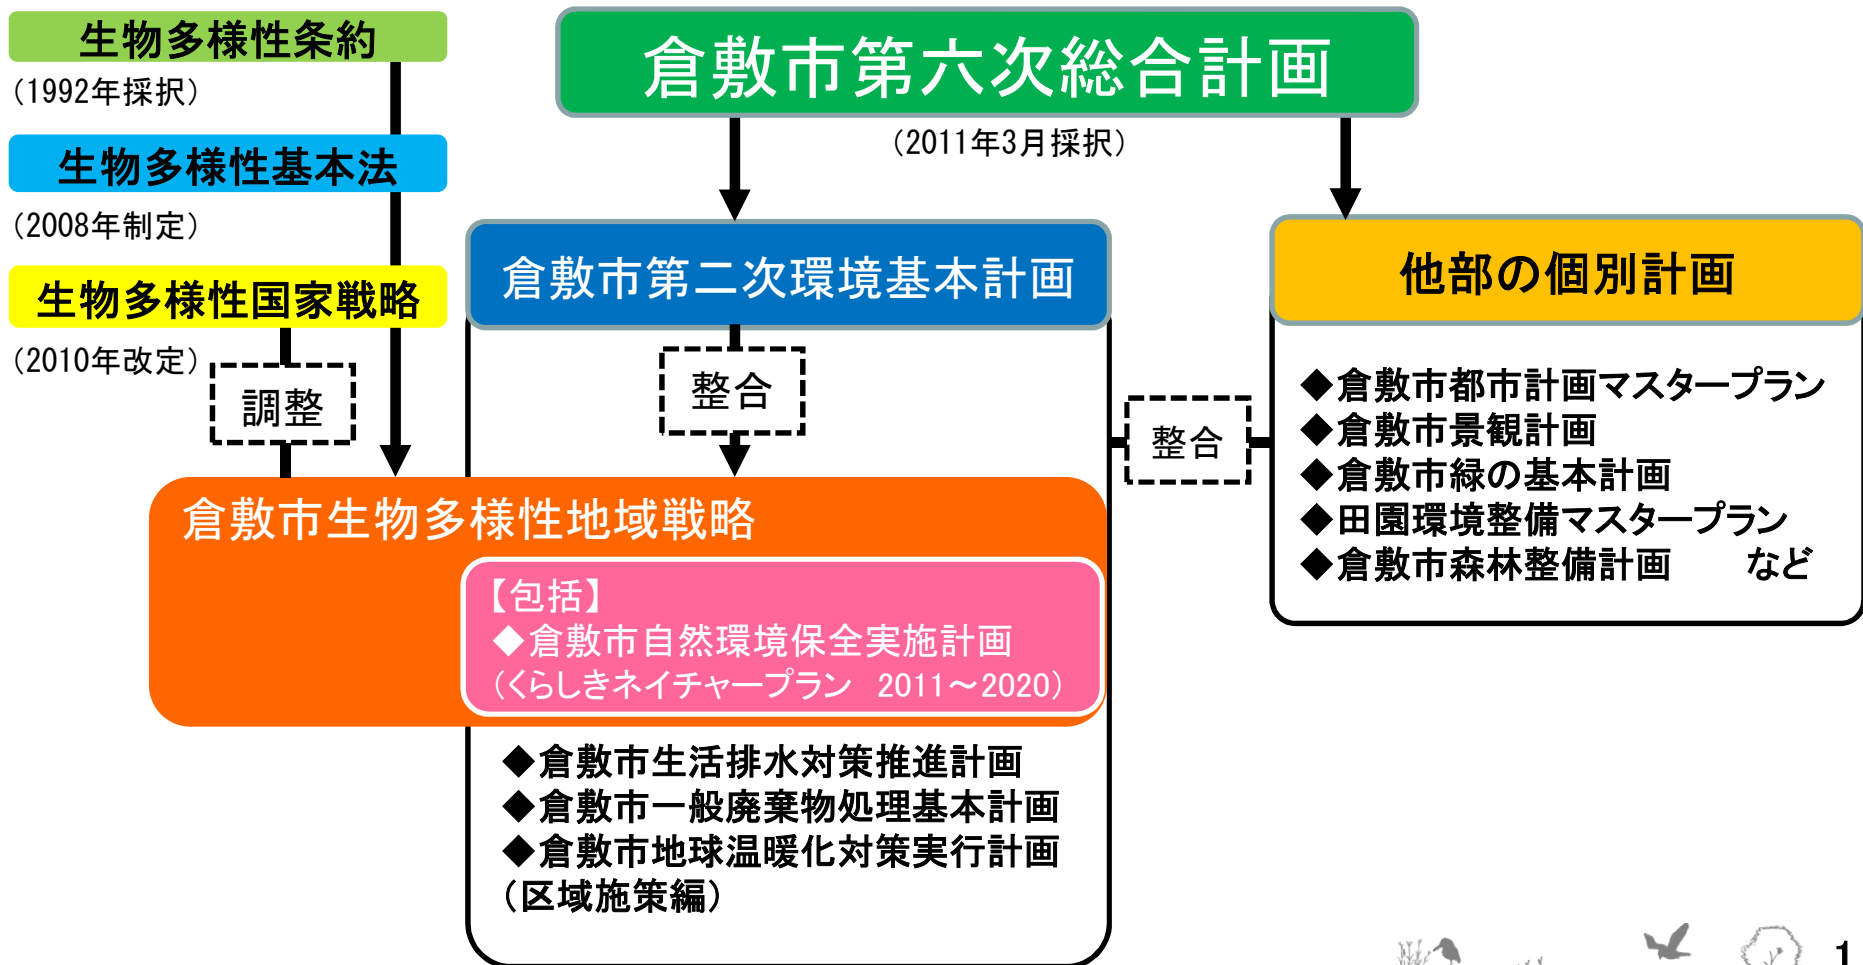 生物多様性条約
（1992年採択）
生物多様性基本法
（2008年制定）
生物多様性国家戦略
（2010年改定）
調整
倉敷市第六次総合計画
（2011年3月採択）
倉敷市第二次環境基本計画
整合
整合
他部の個別計画
◆倉敷市都市計画マスタープラン
◆倉敷市景観計画
◆倉敷市緑の基本計画
◆田園環境整備マスタープラン
◆倉敷市森林整備計画　　など
倉敷市生物多様性地域戦略
【包括】
◆倉敷市自然環境保全実施計画
（くらしきネイチャープラン　2011～2020）
◆倉敷市生活排水対策推進計画
◆倉敷市一般廃棄物処理基本計画
◆倉敷市地球温暖化対策実行計画
（区域施策編）
1